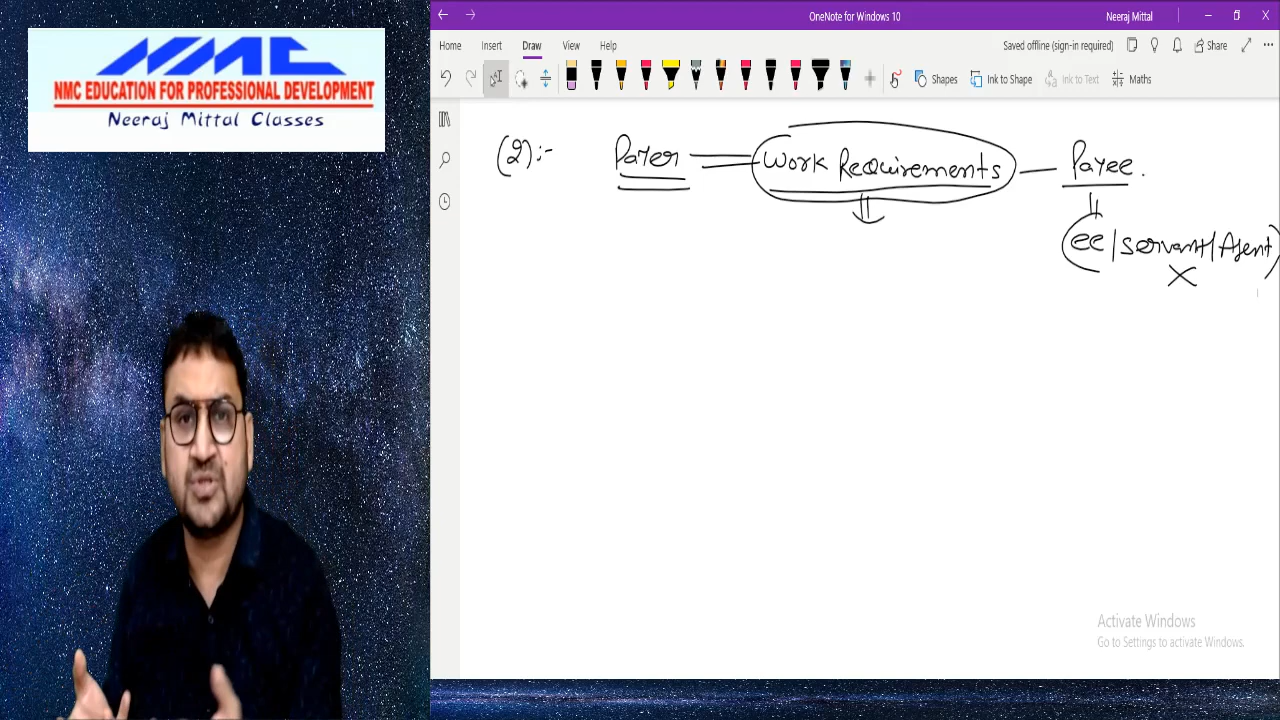 NMC
NMC EDUCATION FOR PROFESSIONAL DEVELOPMENT
Neeraj Mittal Classes
OneNote for Windows 10
Neeraj Mittal
Home Insert Draw View Help
Saved offline (sign-in required)
Share
Shapes Ink to Shape Ink to Text Maths
(2):- Payer Work Requirements Payee.
(ee/servant/Agent)
X
Activate Windows
Go to Settings to activate Windows.